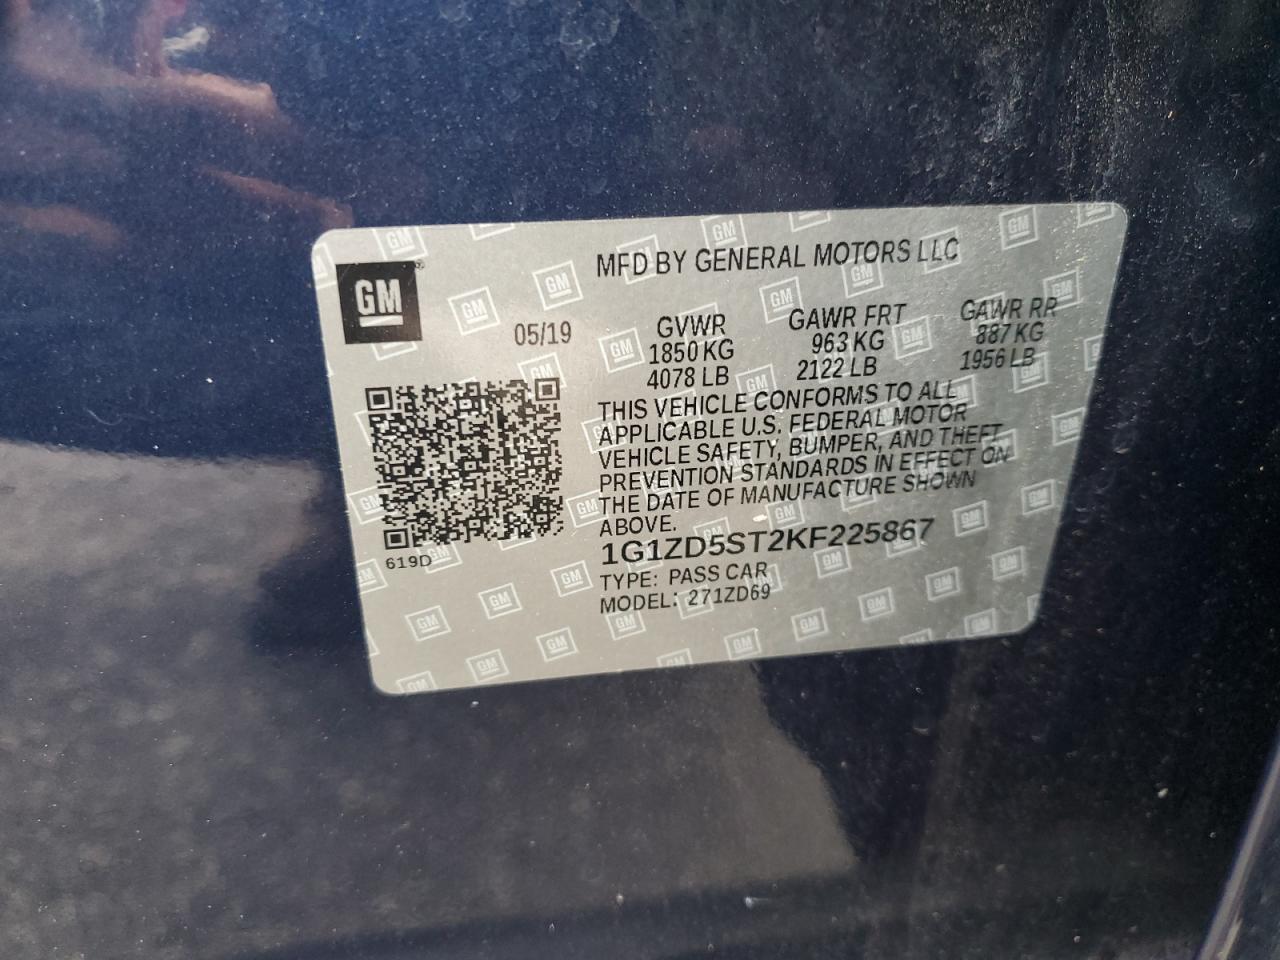 MFD BY GENERAL MOTORS LLC
GM
05/19
GVWR GAWR FRT GAWR RR
1850 KG 963 KG 887 KG
4078 LB 2122 LB 1956 LB
THIS VEHICLE CONFORMS TO ALL
APPLICABLE U.S. FEDERAL MOTOR
VEHICLE SAFETY, BUMPER, AND THEFT
PREVENTION STANDARDS IN EFFECT ON
THE DATE OF MANUFACTURE SHOWN
ABOVE.
619D
1G1ZD5ST2KF225867
TYPE: PASS CAR
MODEL: 271ZD69